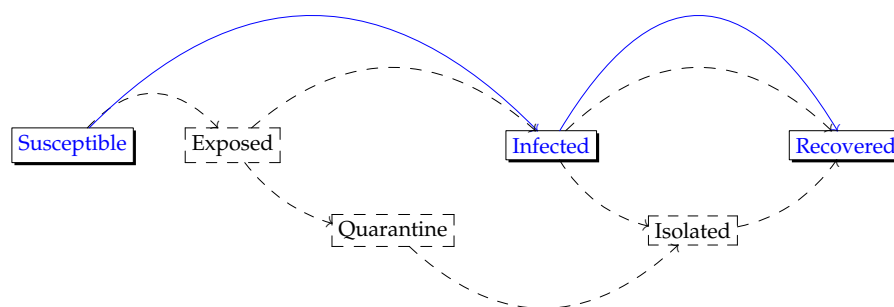 Susceptible
Exposed
Infected
Recovered
Quarantine
Isolated